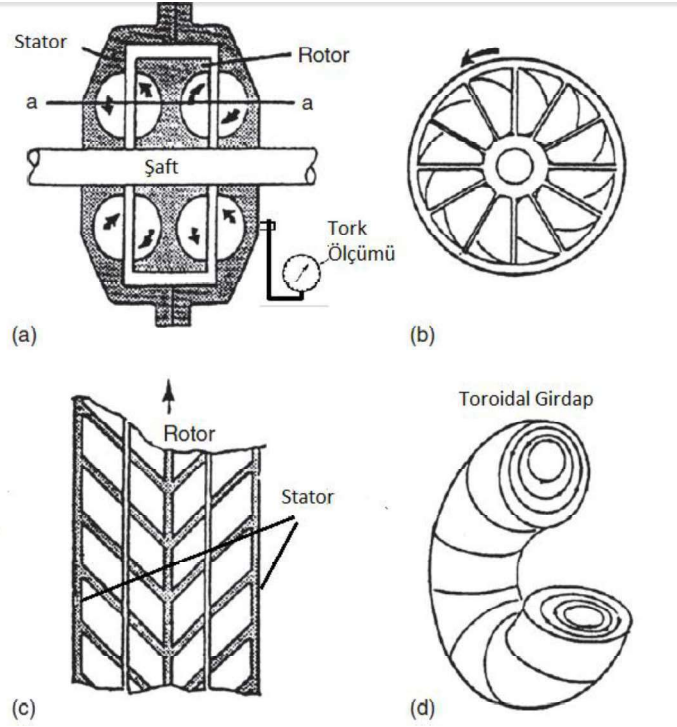 Stator
Rotor
a
a
Şaft
Tork
Ölçümü
(a)
(b)
Rotor
Stator
Toroidal Girdap
(c)
(d)